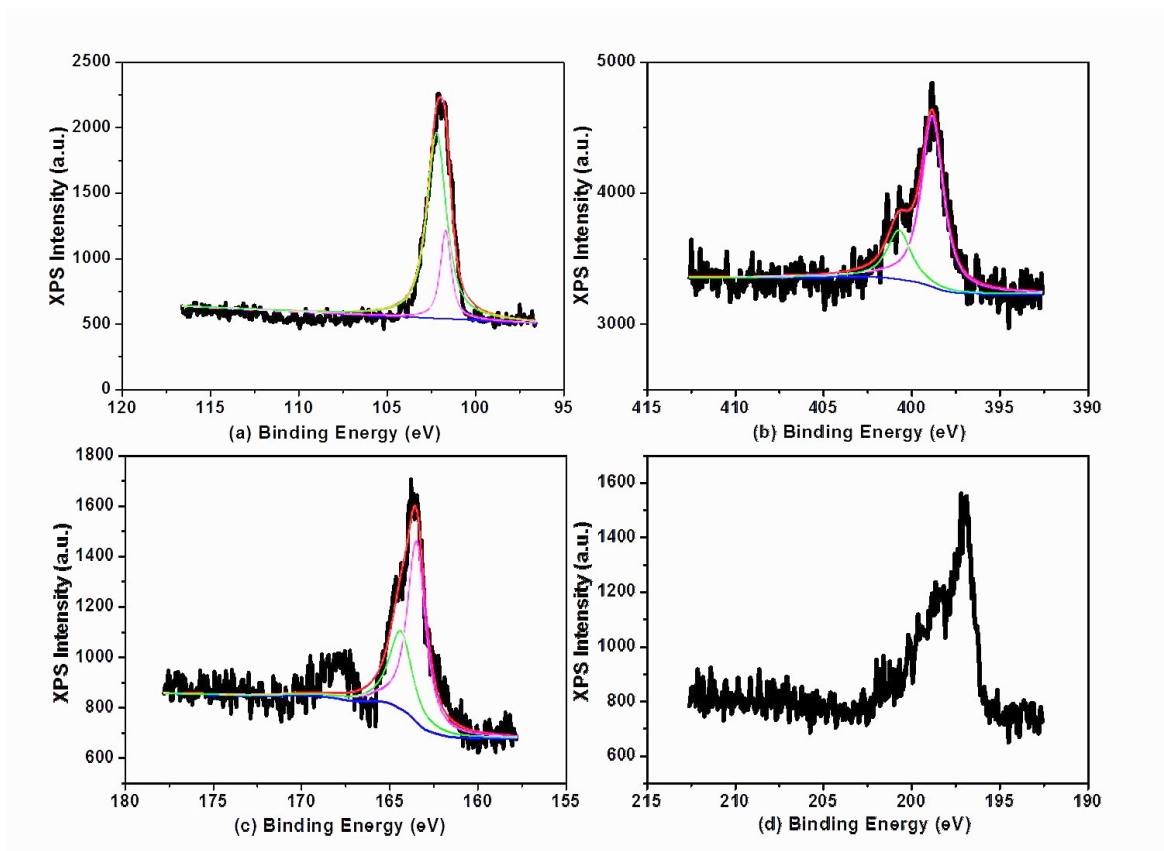 2500
2000
1500
1000
500
0
XPS Intensity (a.u.)
120 115 110 105 100 95
(a) Binding Energy (eV)
5000
4000
3000
XPS Intensity (a.u.)
415 410 405 400 395 390
(b) Binding Energy (eV)
1800
1600
1400
1200
1000
800
600
XPS Intensity (a.u.)
180 175 170 165 160 155
(c) Binding Energy (eV)
1600
1400
1200
1000
800
600
XPS Intensity (a.u.)
215 210 205 200 195 190
(d) Binding Energy (eV)